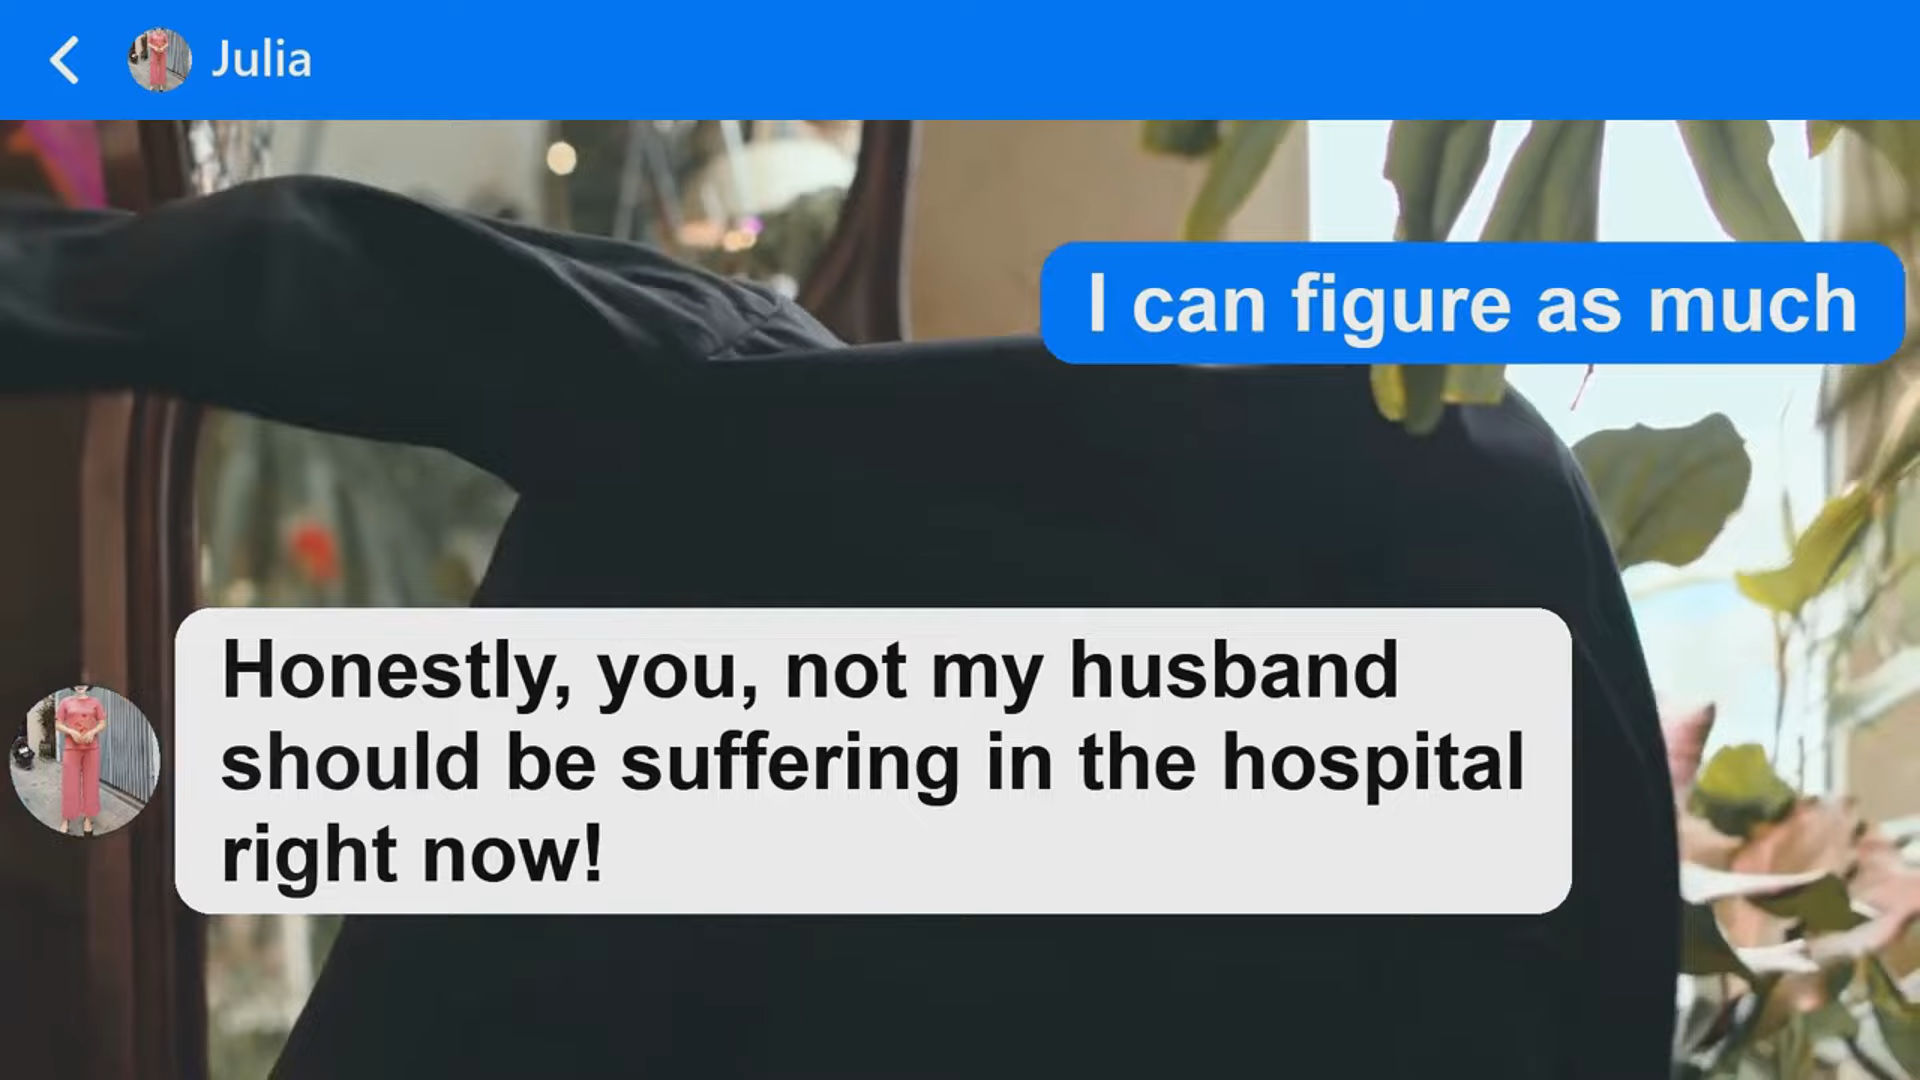 Julia
I can figure as much
Honestly, you, not my husband
should be suffering in the hospital
right now!